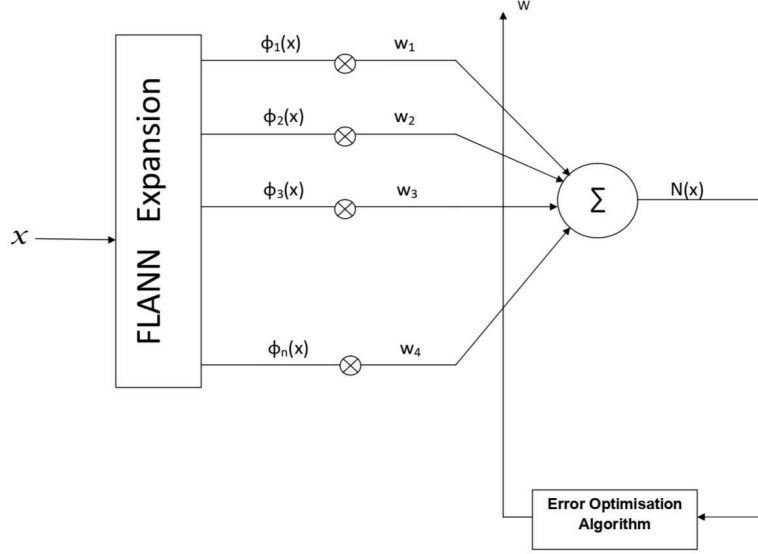 w
ϕ₁(x) w₁
ϕ₂(x) w₂
ϕ₃(x) w₃
FLANN Expansion
x
Σ
N(x)
ϕₙ(x) w₄
Error Optimisation
Algorithm